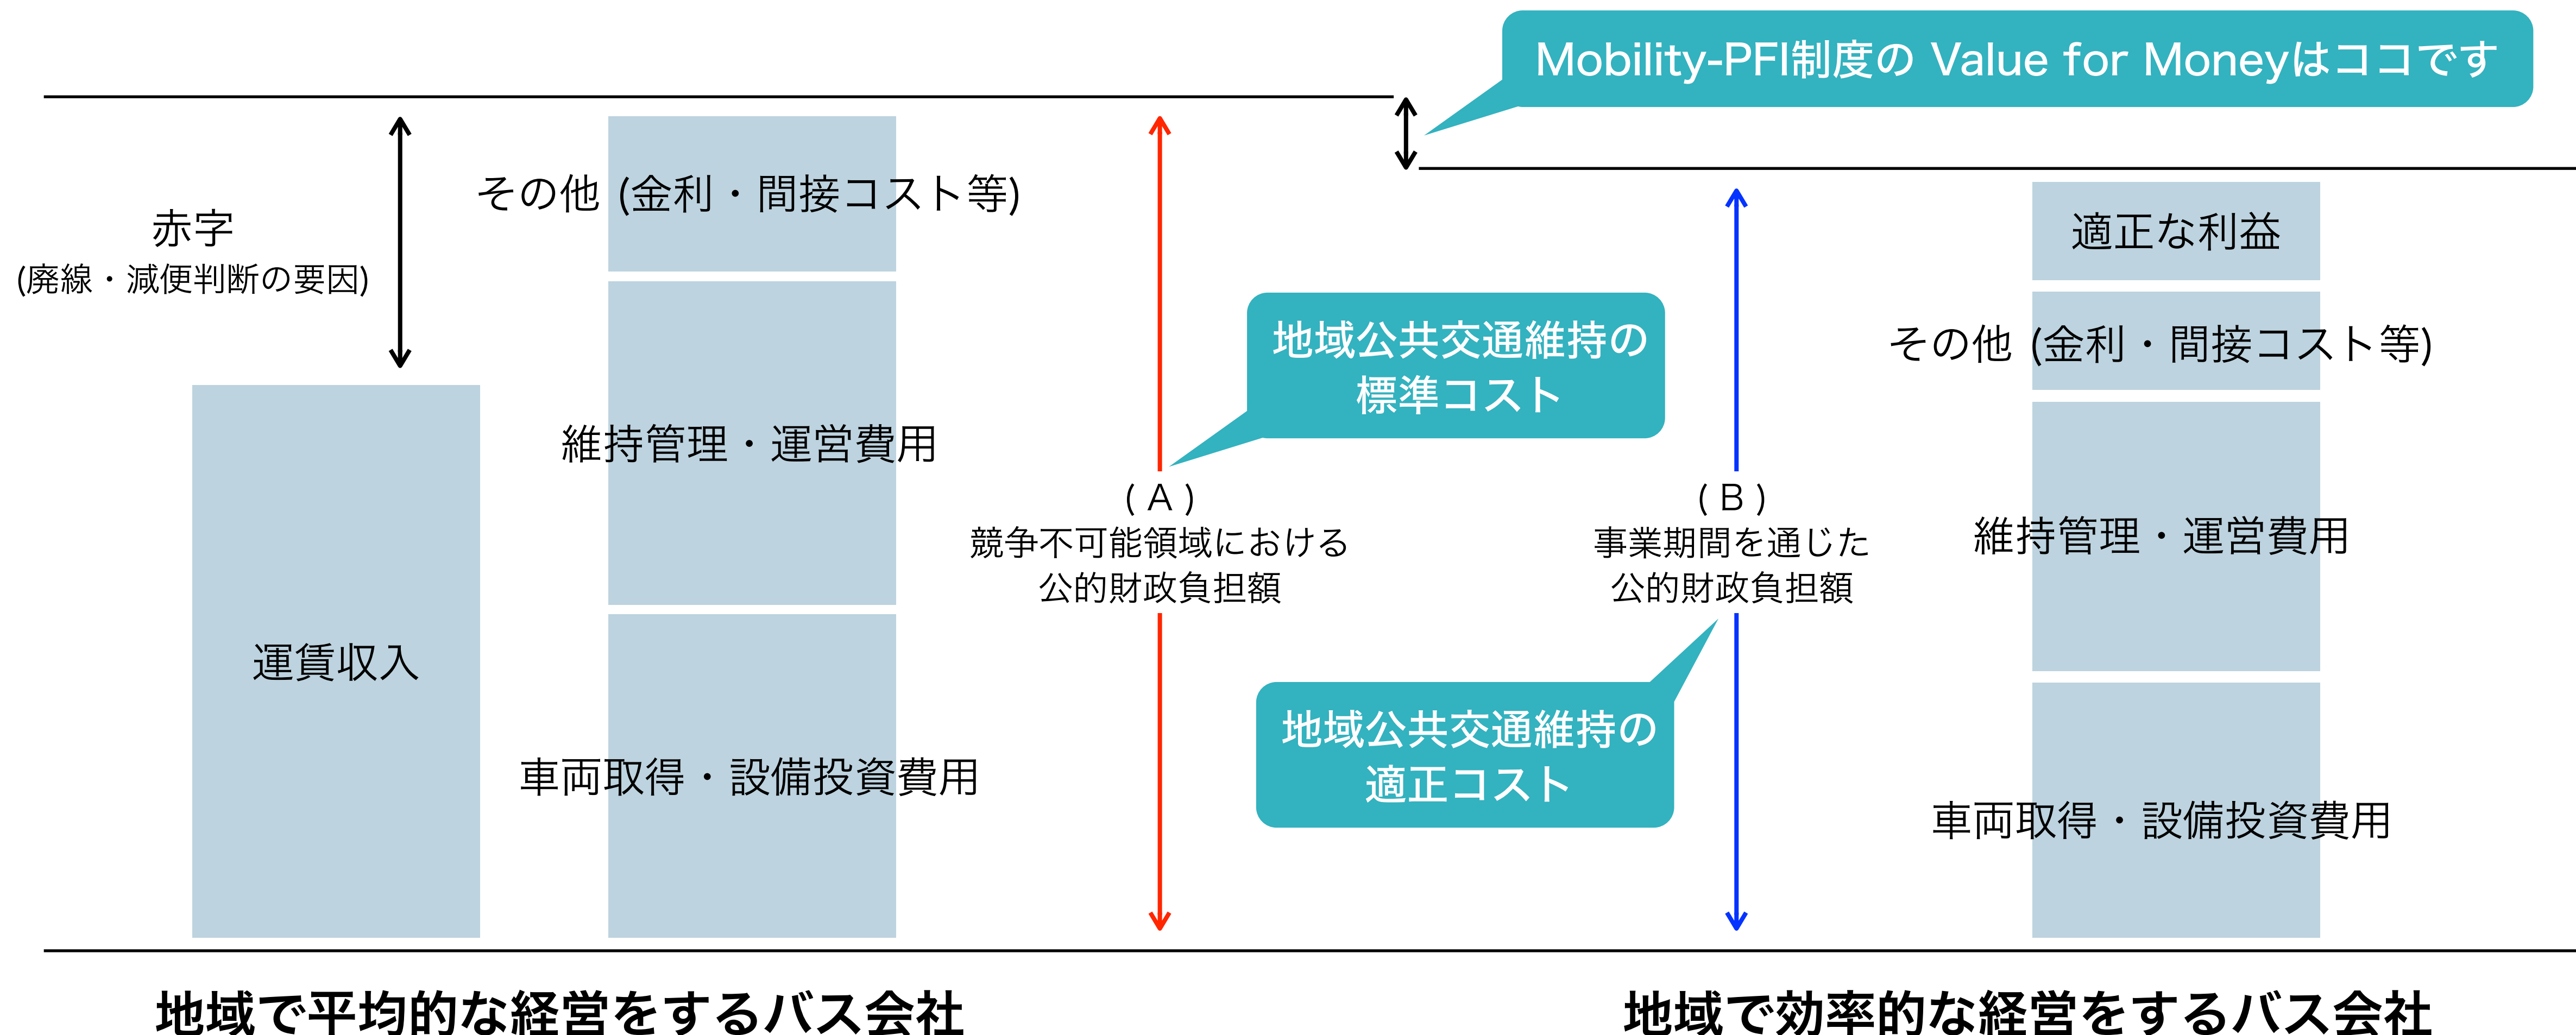 Mobility-PFI制度の Value for Moneyはココです
赤字
(廃線・減便判断の要因)
運賃収入
その他 (金利・間接コスト等)
維持管理・運営費用
車両取得・設備投資費用
地域公共交通維持の
標準コスト
( A )
競争不可能領域における
公的財政負担額
( B )
事業期間を通じた
公的財政負担額
地域公共交通維持の
適正コスト
適正な利益
その他 (金利・間接コスト等)
維持管理・運営費用
車両取得・設備投資費用
地域で平均的な経営をするバス会社
地域で効率的な経営をするバス会社